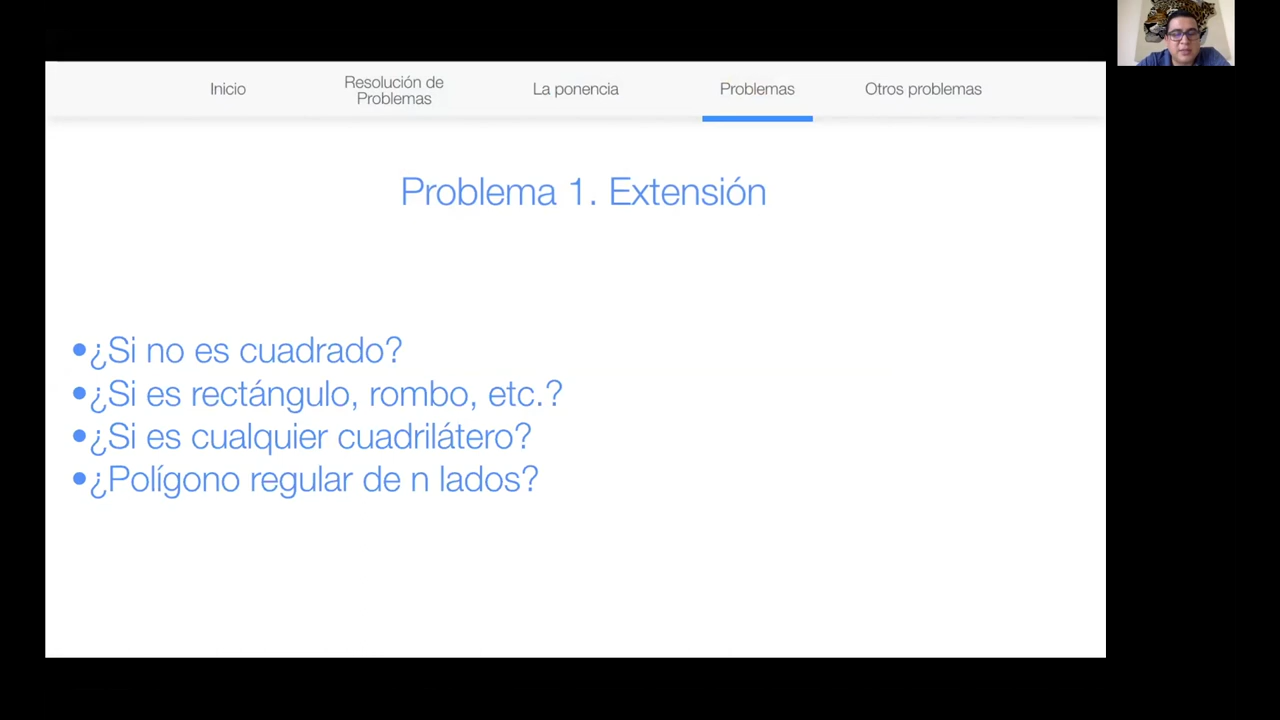 Inicio
Resolución de
Problemas
La ponencia
Problemas
Otros problemas
Problema 1. Extensión
•¿Si no es cuadrado?
•¿Si es rectángulo, rombo, etc.?
•¿Si es cualquier cuadrilátero?
•¿Polígono regular de n lados?